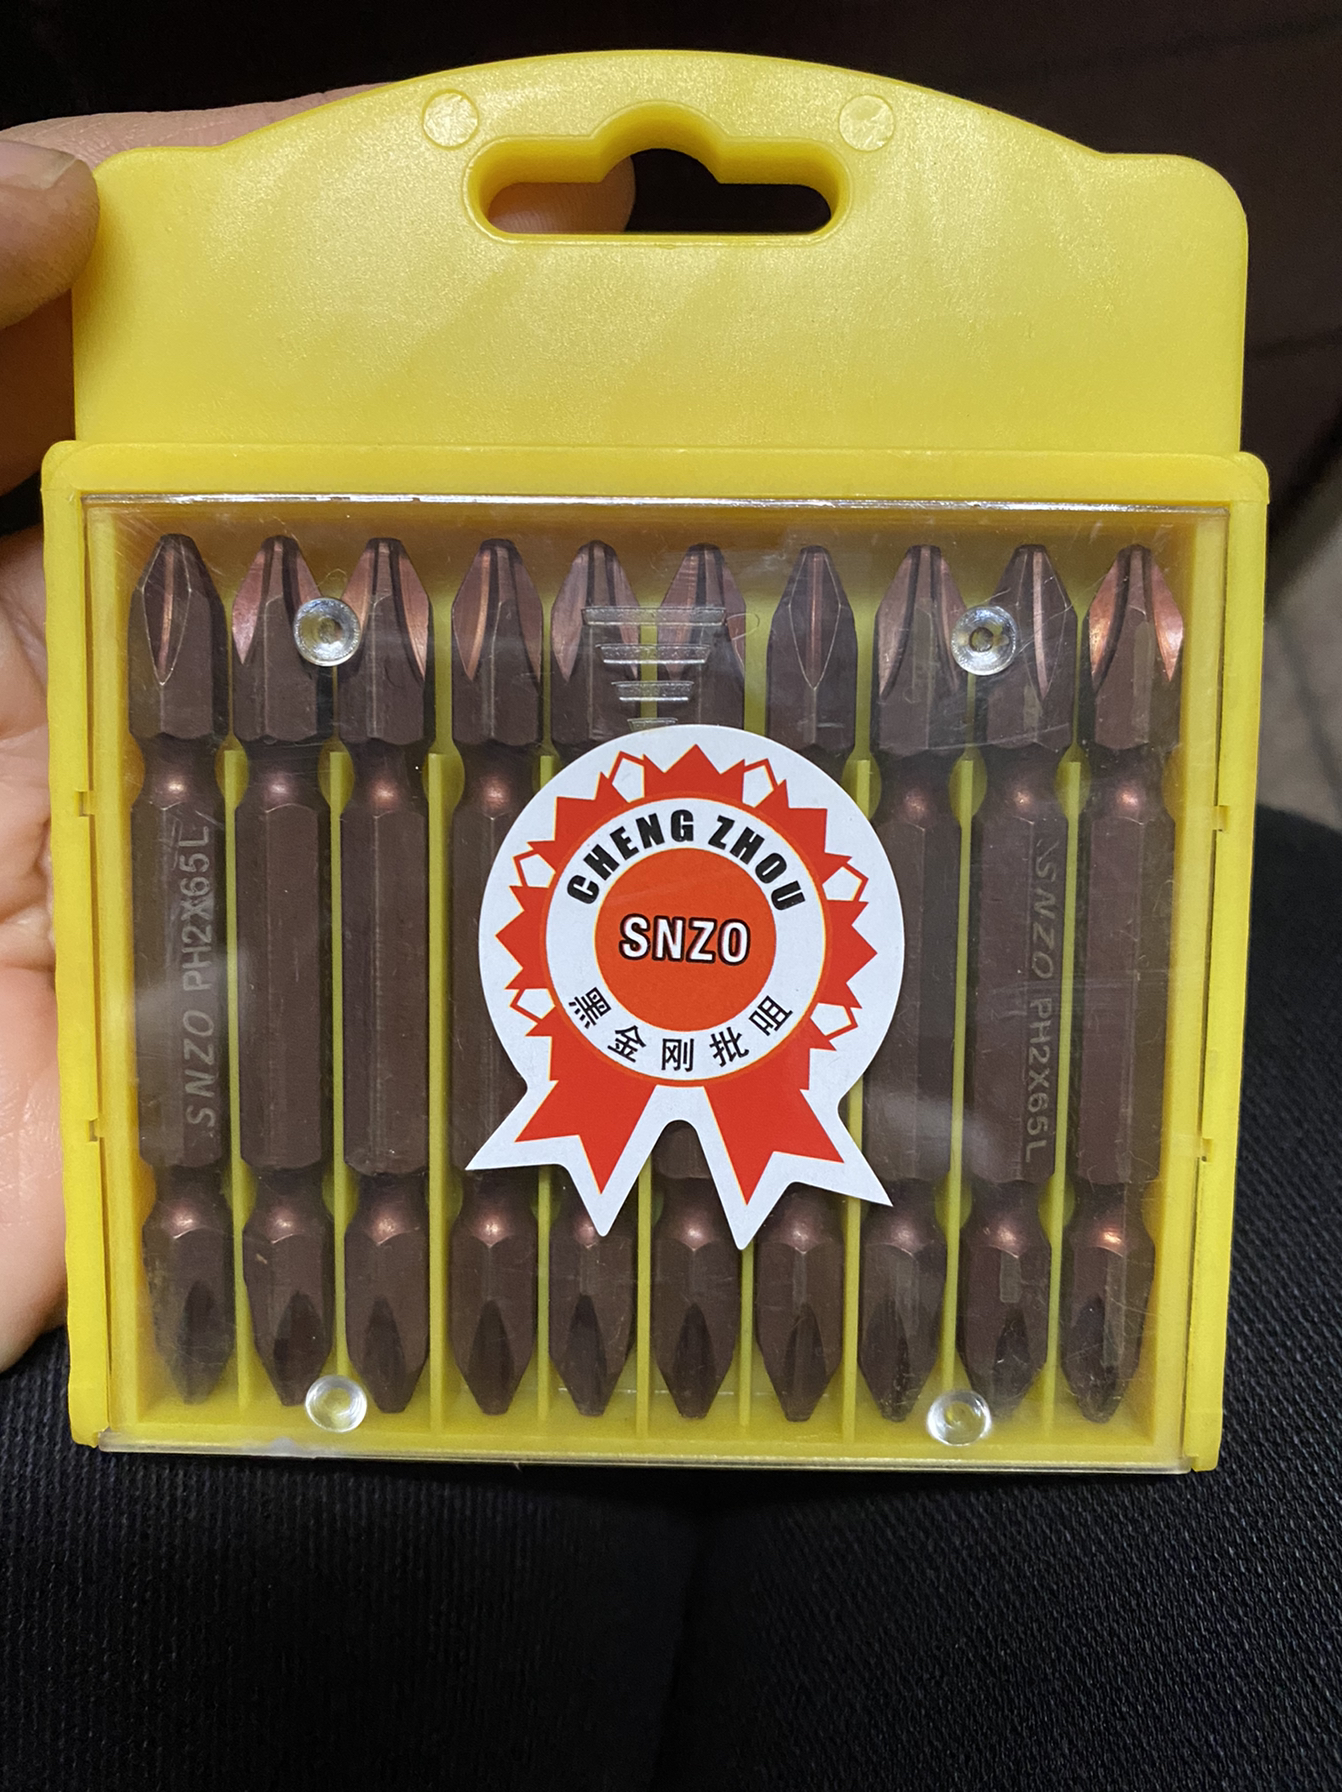 CHENG ZHOU
SNZO
黑金刚批咀
SNZO PH2X65L
SNZO PH2X65L